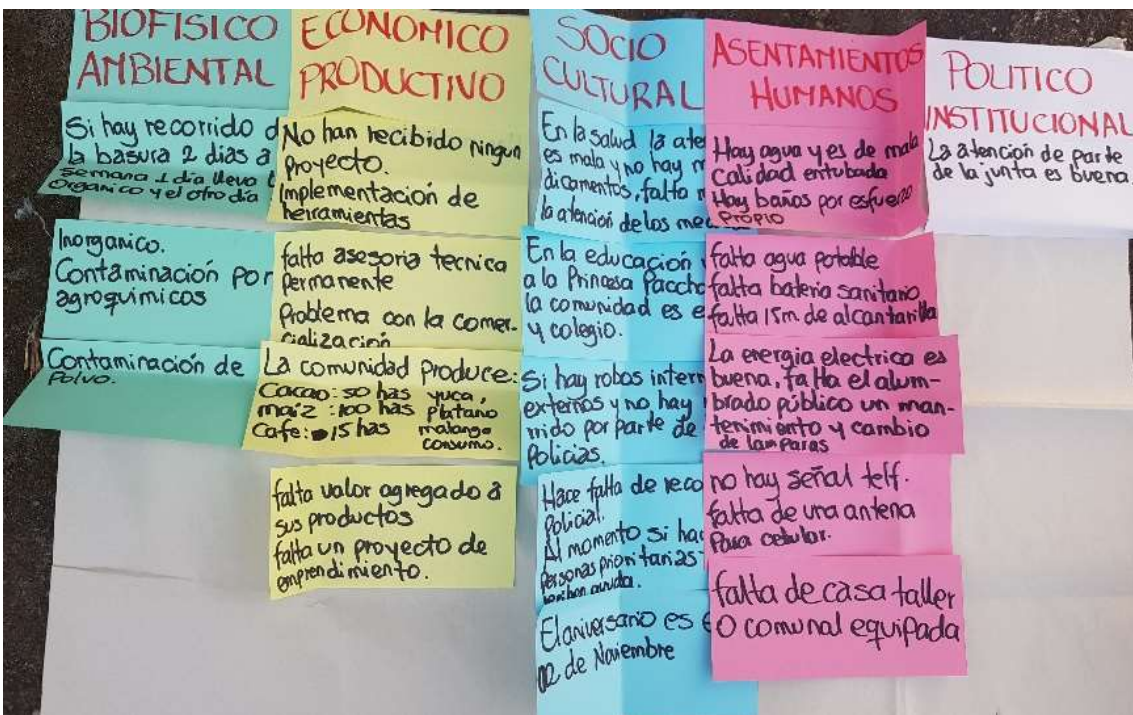 BIOFISICO
AMBIENTAL
Si hay recorrido d
la basura 2 dias a
semana 1 dia lleva
Organico y el otro dia
Inorganico.
Contaminación por
agroquimicos
Contaminación de
Polvo.
ECONOMICO
PRODUCTIVO
No han recibido ningun
Proyecto.
Implementación de
herramientas
falta asesoria tecnica
Permanente
Problema con la comer-
cialización
La comunidad Produce:
Cacao: 50 has yuca,
maiz : 100 has Platano
Cafe: 15 has malanga
consumo.
falta valor agregado a
sus productos
falta un proyecto de
emprendimiento.
SOCIO
CULTURAL
En la salud la ate
es mala y no hay m
dicamentos, falta
la atención de los med
En la educación
a la Princesa Paccha
la comunidad es e
y colegio.
Si hay robos intern
externos y no hay
rrido por parte de
Policias.
Hace falta de reco
Policial.
Al momento si hay
Personas prioritarias
reciben ayuda.
El aniversario es e
02 de Noviembre
ASENTAMIENTOS
HUMANOS
Hay agua y es de mala
Calidad entubada
Hay baños por esfuerzo
Propio
falta agua potable
falta bateria sanitario
falta 15m de alcantarilla
La energia electrica es
buena, falta el alum-
brado público un man-
tenimiento y cambio
de lamparas
no hay señal telf.
falta de una antena
Para celular.
falta de casa taller
O comunal equipada
POLITICO
INSTITUCIONAL
La atencion de parte
de la junta es buena.